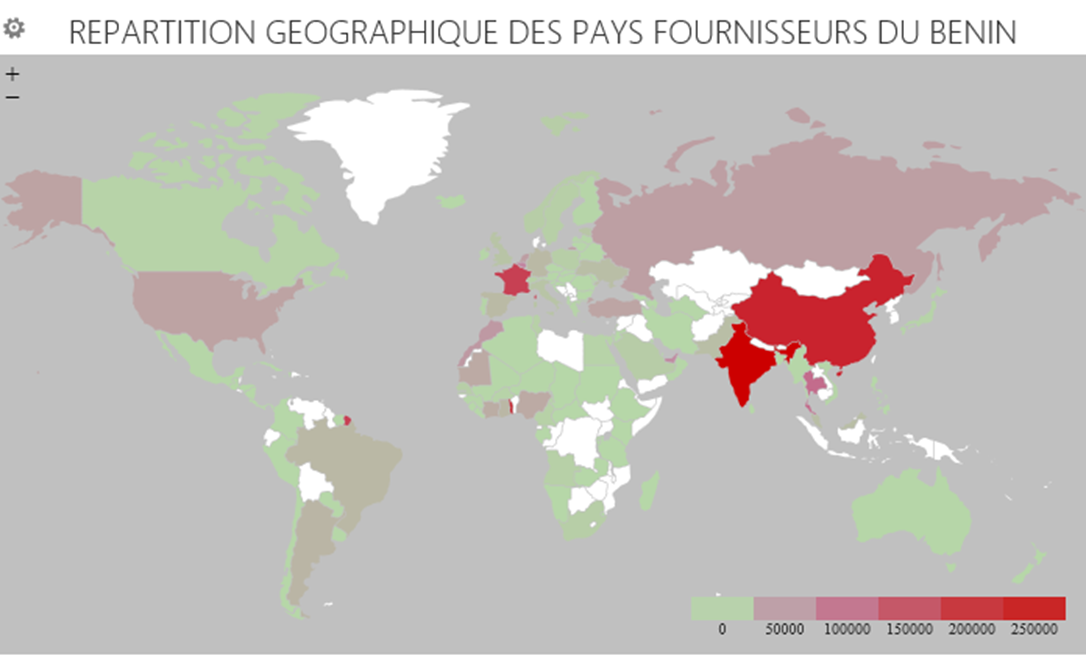 REPARTITION GEOGRAPHIQUE DES PAYS FOURNISSEURS DU BENIN
+
−
0 50000 100000 150000 200000 250000